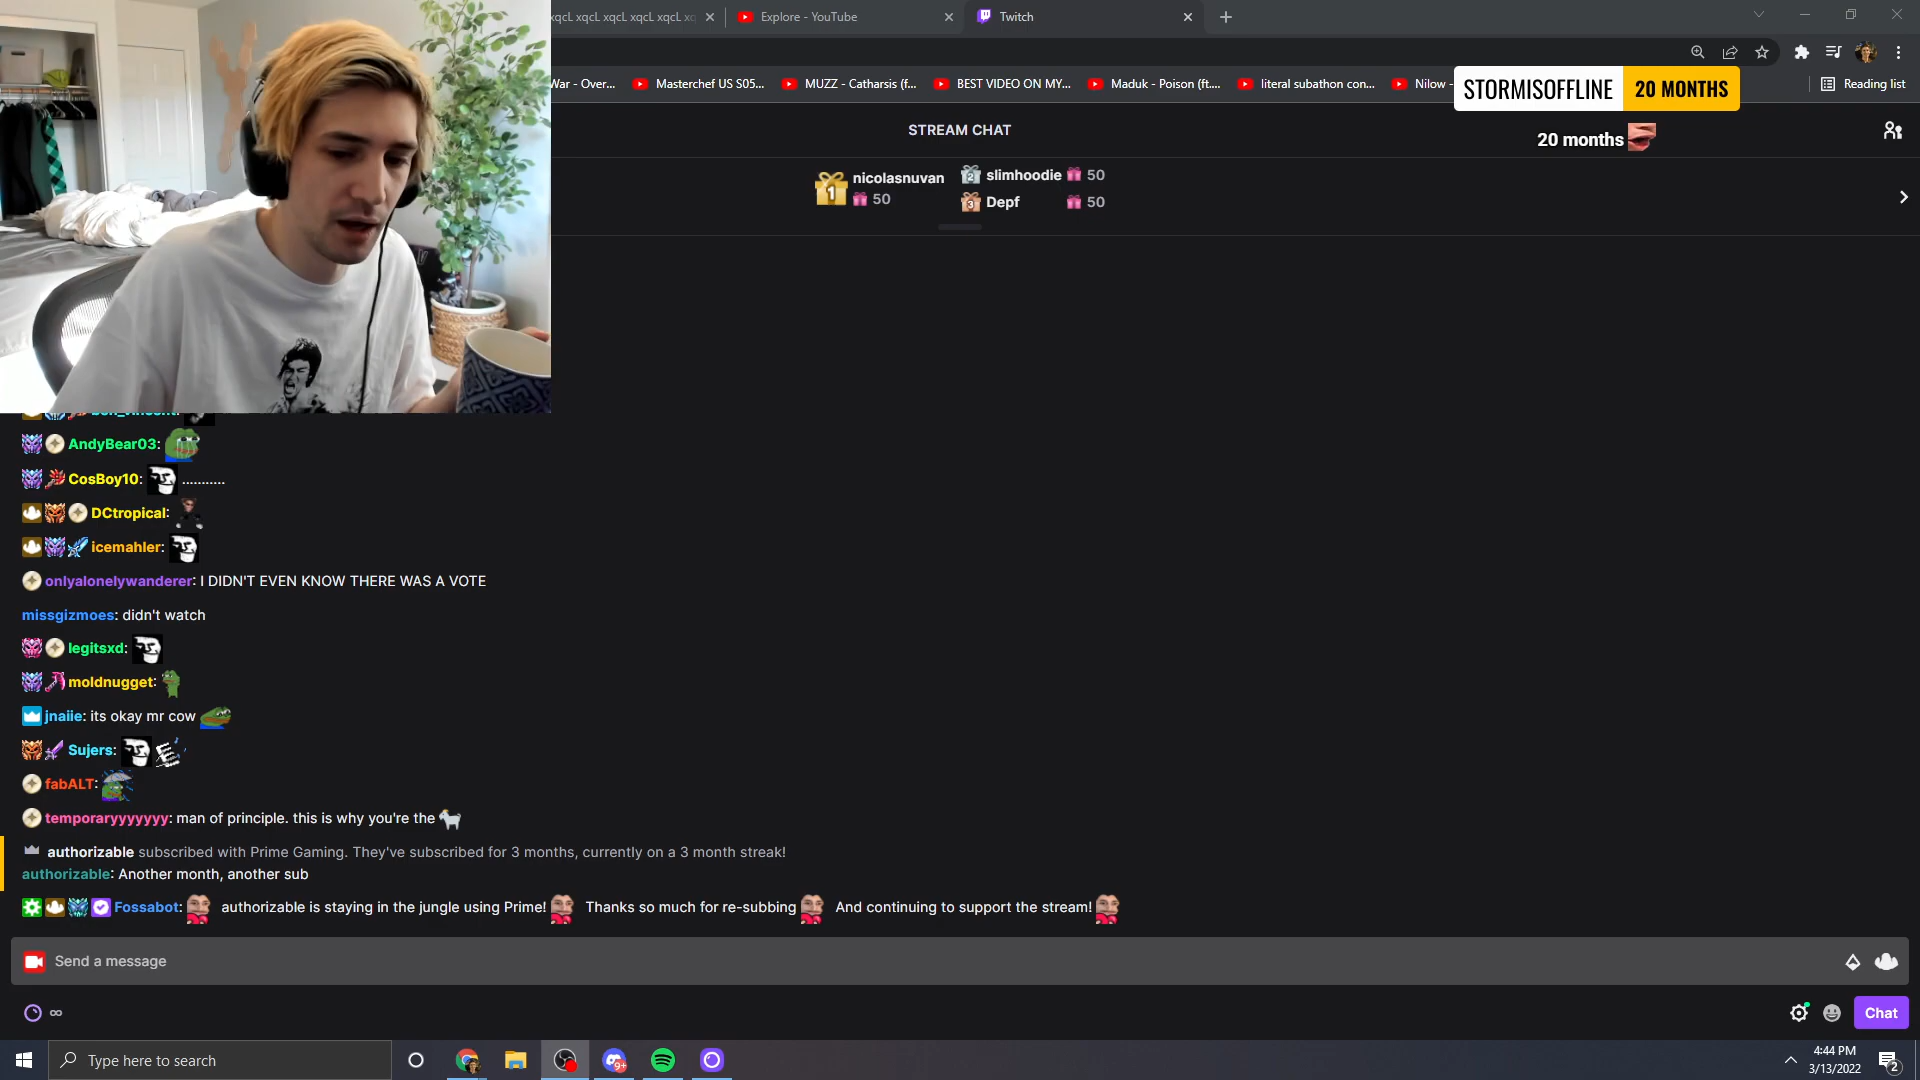 xqcL xqcL xqcL xqcL xqcL
Explore - YouTube
Twitch
War - Over...
Masterchef US S05...
MUZZ - Catharsis (f...
BEST VIDEO ON MY...
Maduk - Poison (ft....
literal subathon con...
Nilow -
STORMISOFFLINE 20 MONTHS
Reading list
STREAM CHAT
20 months
nicolasnuvan
50
slimhoodie 50
Depf 50
AndyBear03:
CosBoy10: ...........
DCtropical:
icemahler:
onlyalonelywanderer: I DIDN'T EVEN KNOW THERE WAS A VOTE
missgizmoes: didn't watch
legitsxd:
moldnugget:
jnaiie: its okay mr cow
Sujers:
fabALT:
temporaryyyyyyy: man of principle. this is why you're the
authorizable subscribed with Prime Gaming. They've subscribed for 3 months, currently on a 3 month streak!
authorizable: Another month, another sub
Fossabot: authorizable is staying in the jungle using Prime! Thanks so much for re-subbing And continuing to support the stream!
Send a message
∞
Chat
Type here to search
9+
4:44 PM
3/13/2022
2